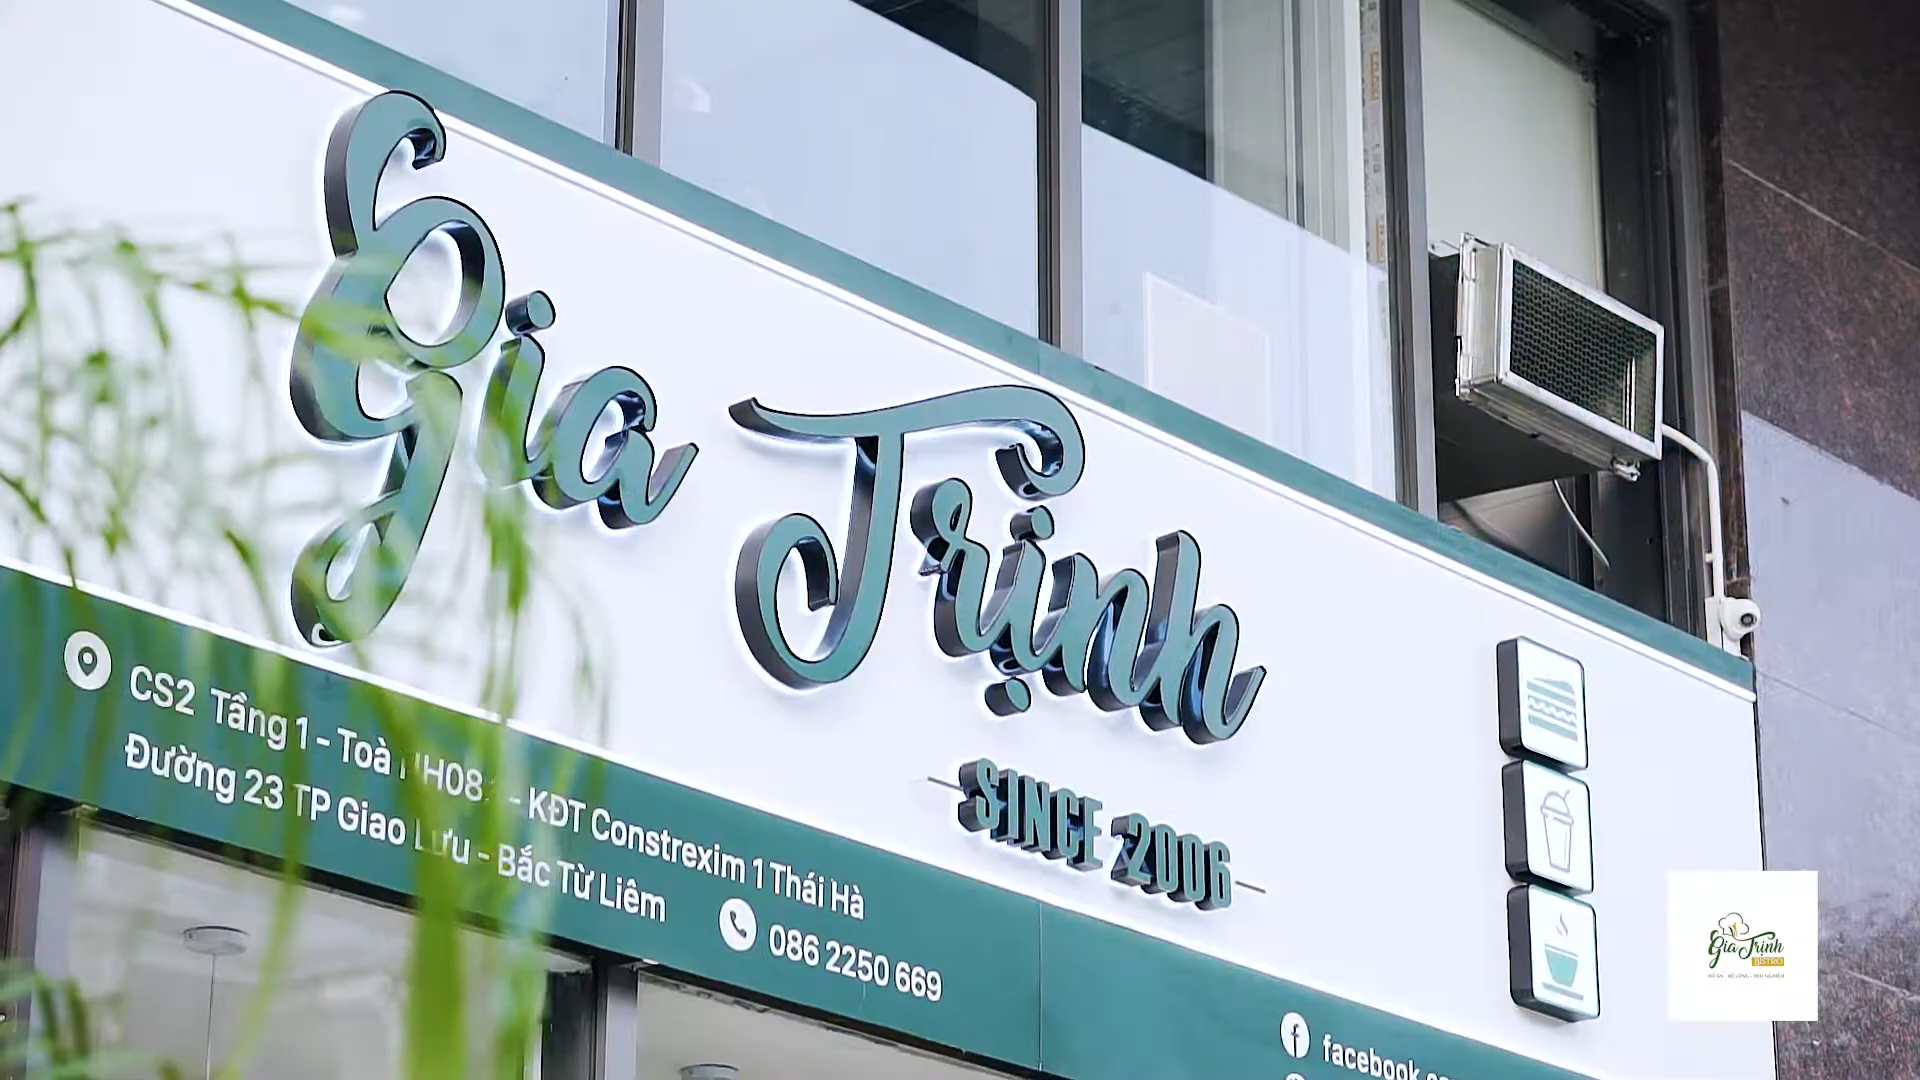 Gia Trịnh
SINCE 2006
CS2 Tầng 1 - Toà - KĐT Constrexim 1 Thái Hà
Đường 23 TP Giao Lưu - Bắc Từ Liêm
086 2250 669
facebook
Gia Trịnh
BISTRO